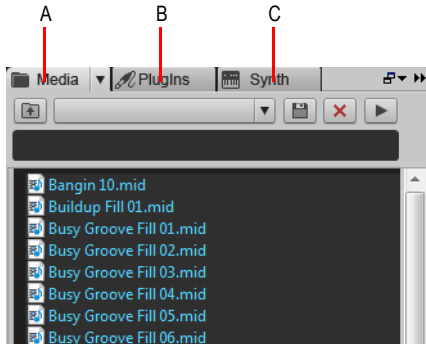 A B C
Media PlugIns Synth
Bangin 10.mid
Buildup Fill 01.mid
Busy Groove Fill 01.mid
Busy Groove Fill 02.mid
Busy Groove Fill 03.mid
Busy Groove Fill 04.mid
Busy Groove Fill 05.mid
Busy Groove Fill 06.mid